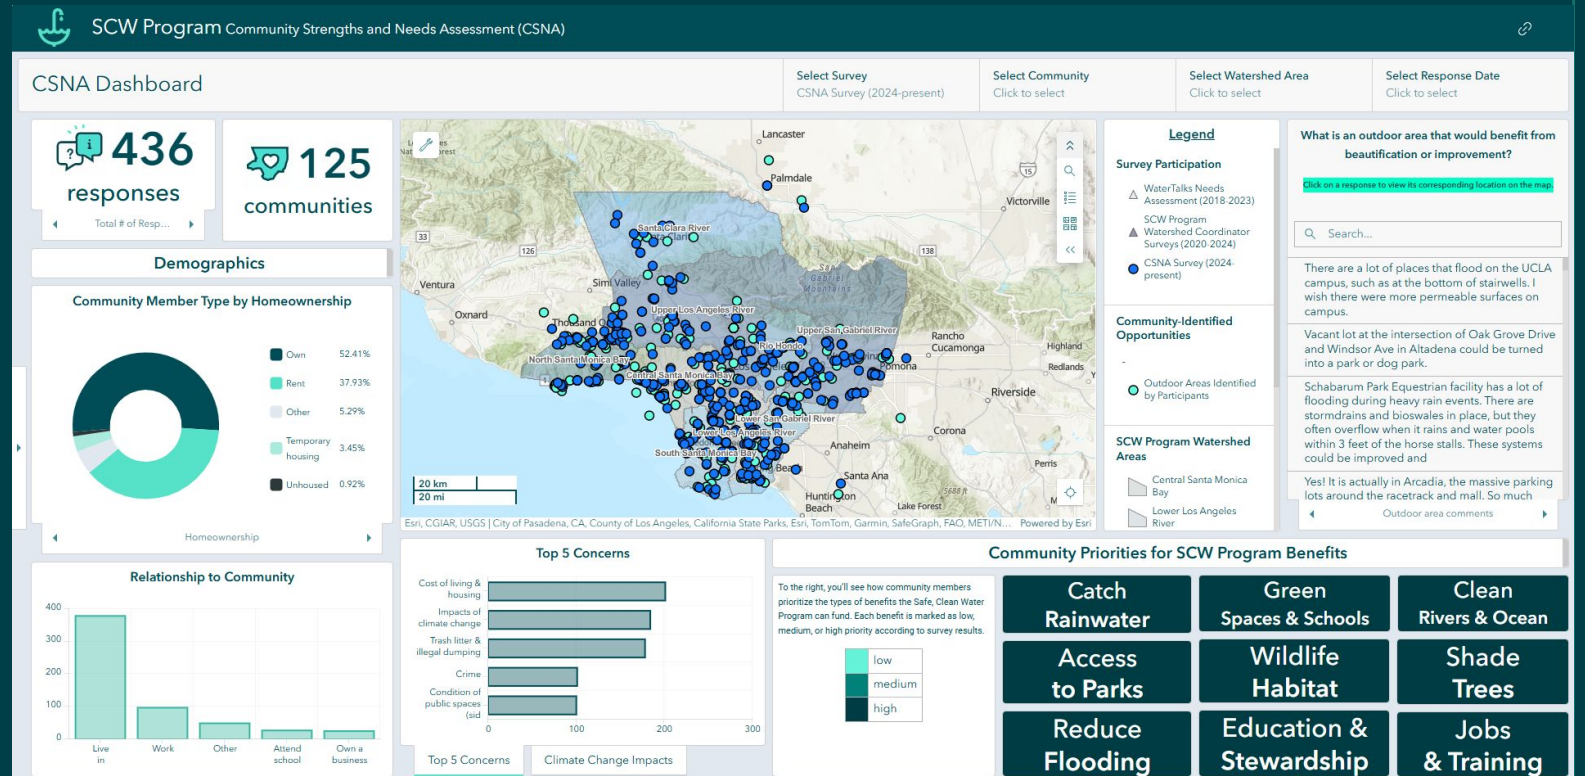 SCW Program Community Strengths and Needs Assessment (CSNA)
CSNA Dashboard
Select Survey
CSNA Survey (2024-present)
Select Community
Click to select
Select Watershed Area
Click to select
Select Response Date
Click to select
436
responses
Total # of Resp...
125
communities
Demographics
Community Member Type by Homeownership
Own 52.41%
Rent 37.93%
Other 5.29%
Temporary
housing 3.45%
Unhoused 0.92%
Homeownership
Relationship to Community
400
300
200
100
0
Live
in
Work
Other
Attend
school
Own a
business
Lancaster
Palmdale
Victorville
15
33
126
138
Santa Clara River
Ventura
Simi Valley
San
Gabriel
Mountains
Oxnard
Upper Los Angeles River
Upper San Gabriel River
Rio Hondo
Rancho
Cucamonga
Highland
Redlands
North Santa Monica Bay
Central Santa Monica Bay
Pomona
Riverside
Lower San Gabriel River
Lower Los Angeles River
South Santa Monica Bay
Corona
Anaheim
Perris
Santa Ana
Huntington
Beach
Lake Forest
5688 ft
20 km
20 mi
Esri, CGIAR, USGS | City of Pasadena, CA, County of Los Angeles, California State Parks, Esri, TomTom, Garmin, SafeGraph, FAO, METI/N... Powered by Esri
Legend
Survey Participation
WaterTalks Needs
Assessment (2018-2023)
SCW Program
Watershed Coordinator
Surveys (2020-2024)
CSNA Survey (2024-
present)
Community-Identified
Opportunities
-
Outdoor Areas Identified
by Participants
SCW Program Watershed
Areas
Central Santa Monica
Bay
Lower Los Angeles
River
What is an outdoor area that would benefit from
beautification or improvement?
Click on a response to view its corresponding location on the map.
Search...
There are a lot of places that flood on the UCLA
campus, such as at the bottom of stairwells. I
wish there were more permeable surfaces on
campus.
Vacant lot at the intersection of Oak Grove Drive
and Windsor Ave in Altadena could be turned
into a park or dog park.
Schabarum Park Equestrian facility has a lot of
flooding during heavy rain events. There are
stormdrains and bioswales in place, but they
often overflow when it rains and water pools
within 3 feet of the horse stalls. These systems
could be improved and
Yes! It is actually in Arcadia, the massive parking
lots around the racetrack and mall. So much
Outdoor area comments
Top 5 Concerns
Cost of living &
housing
Impacts of
climate change
Trash litter &
illegal dumping
Crime
Condition of
public spaces
(sid
0
100
200
300
Top 5 Concerns
Climate Change Impacts
Community Priorities for SCW Program Benefits
To the right, you'll see how community members
prioritize the types of benefits the Safe, Clean Water
Program can fund. Each benefit is marked as low,
medium, or high priority according to survey results.
low
medium
high
Catch
Rainwater
Green
Spaces & Schools
Clean
Rivers & Ocean
Access
to Parks
Wildlife
Habitat
Shade
Trees
Reduce
Flooding
Education &
Stewardship
Jobs
& Training